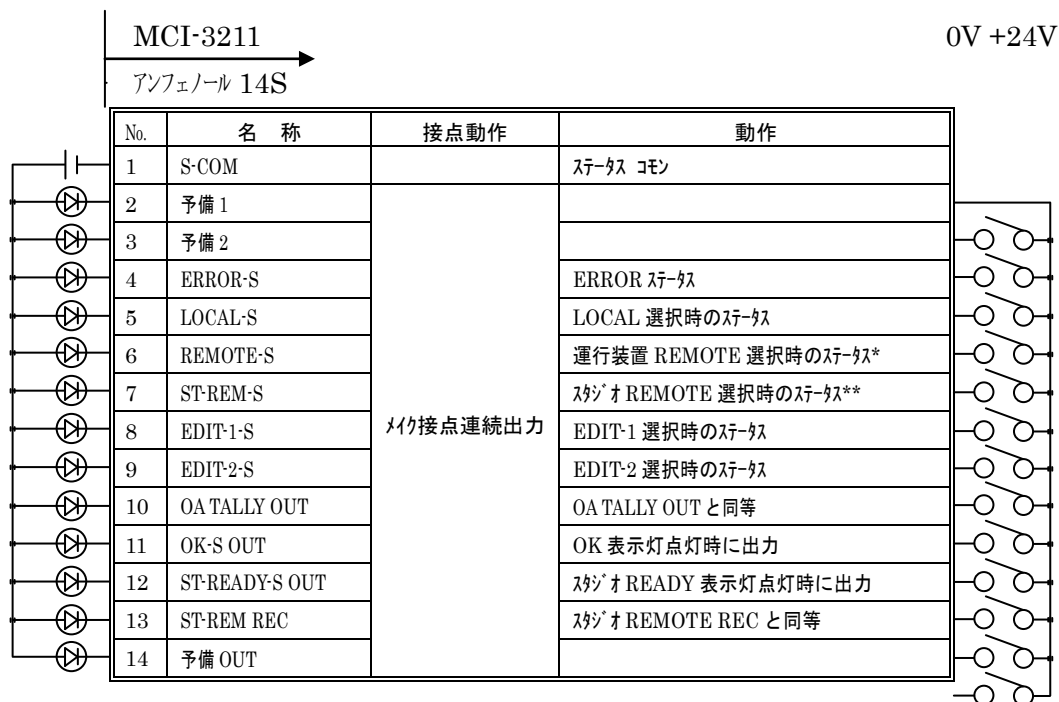 MCI-3211 0V +24V
アンフェノール 14S
No. 名 称 接点動作 動作
1 S-COM ステータス コモン
2 予備 1
3 予備 2
4 ERROR-S ERROR ステータス
5 LOCAL-S LOCAL 選択時のステータス
6 REMOTE-S 運行装置 REMOTE 選択時のステータス*
7 ST-REM-S スタジオ REMOTE 選択時のステータス**
メイク接点連続出力
8 EDIT-1-S EDIT-1 選択時のステータス
9 EDIT-2-S EDIT-2 選択時のステータス
10 OA TALLY OUT OA TALLY OUT と同等
11 OK-S OUT OK 表示灯点灯時に出力
12 ST-READY-S OUT スタジオ READY 表示灯点灯時に出力
13 ST-REM REC スタジオ REMOTE REC と同等
14 予備 OUT